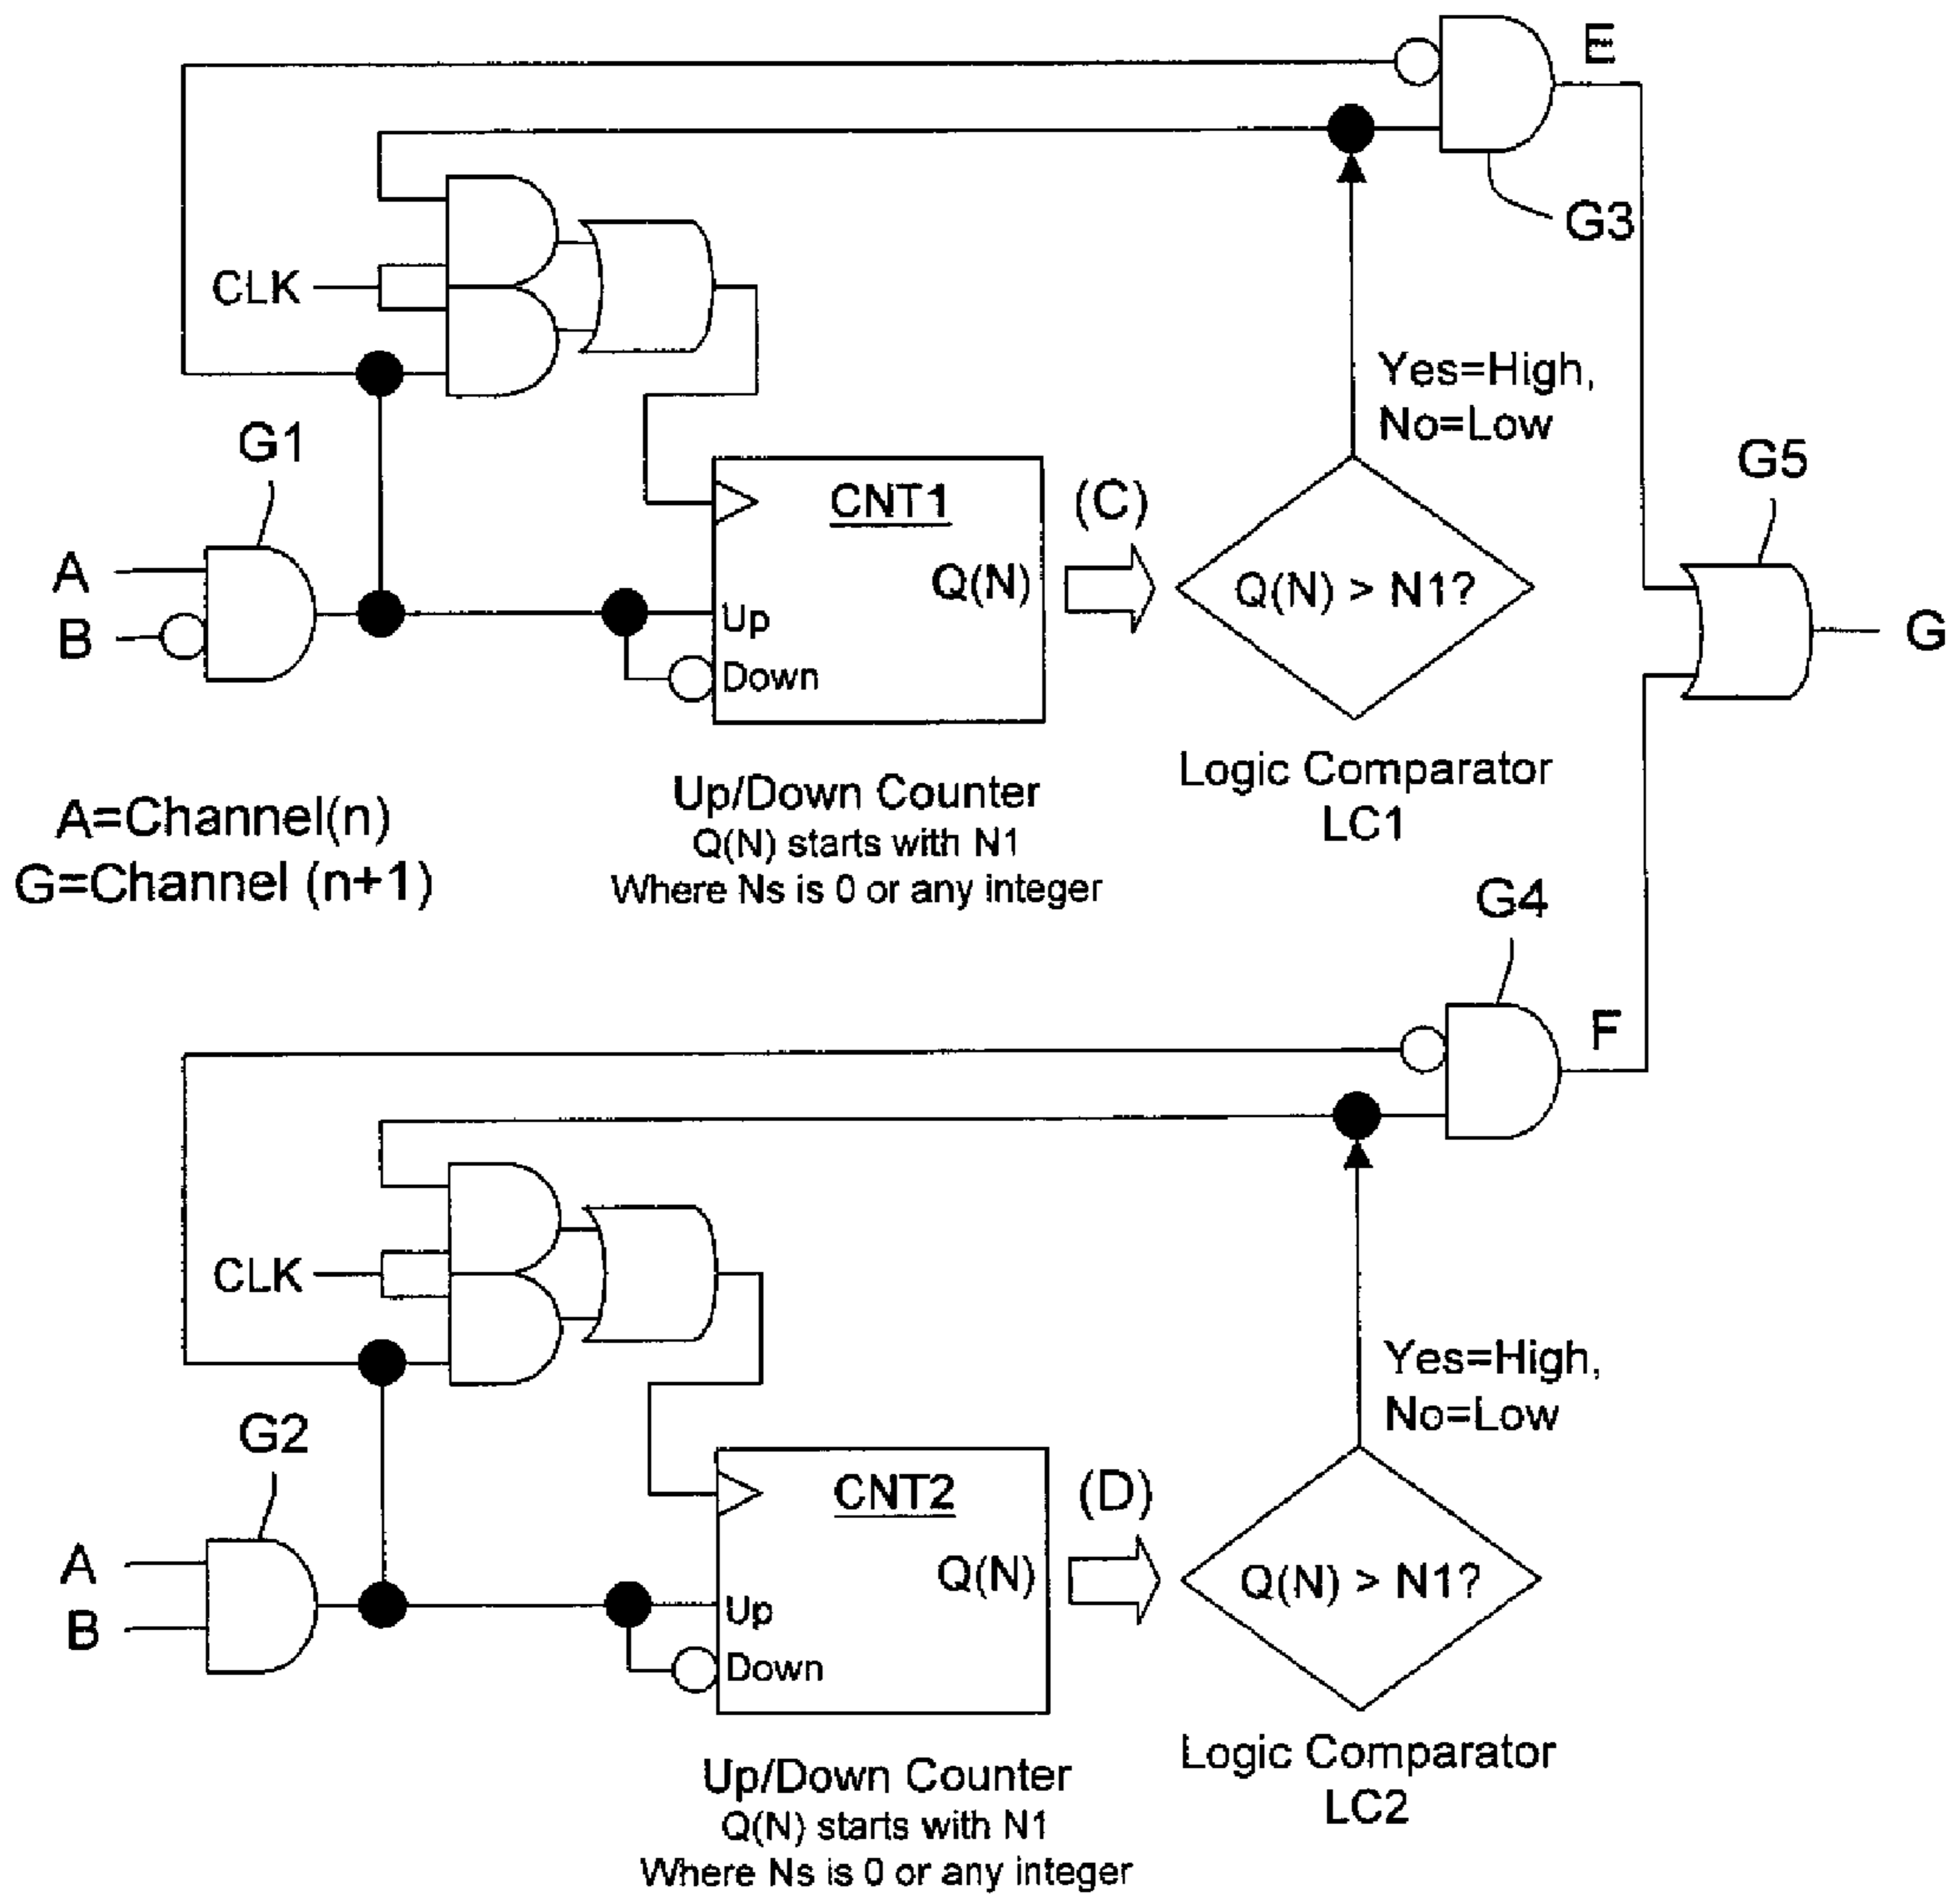 E
G3
CLK
Yes=High,
No=Low
G1
G5
CNT1
(C)
A
Q(N)
Q(N) > N1?
Up
G
B
Down
Logic Comparator
LC1
Up/Down Counter
Q(N) starts with N1
Where Ns is 0 or any integer
A=Channel(n)
G=Channel (n+1)
G4
F
CLK
Yes=High,
No=Low
G2
CNT2
(D)
A
Q(N)
Q(N) > N1?
Up
B
Down
Logic Comparator
LC2
Up/Down Counter
Q(N) starts with N1
Where Ns is 0 or any integer